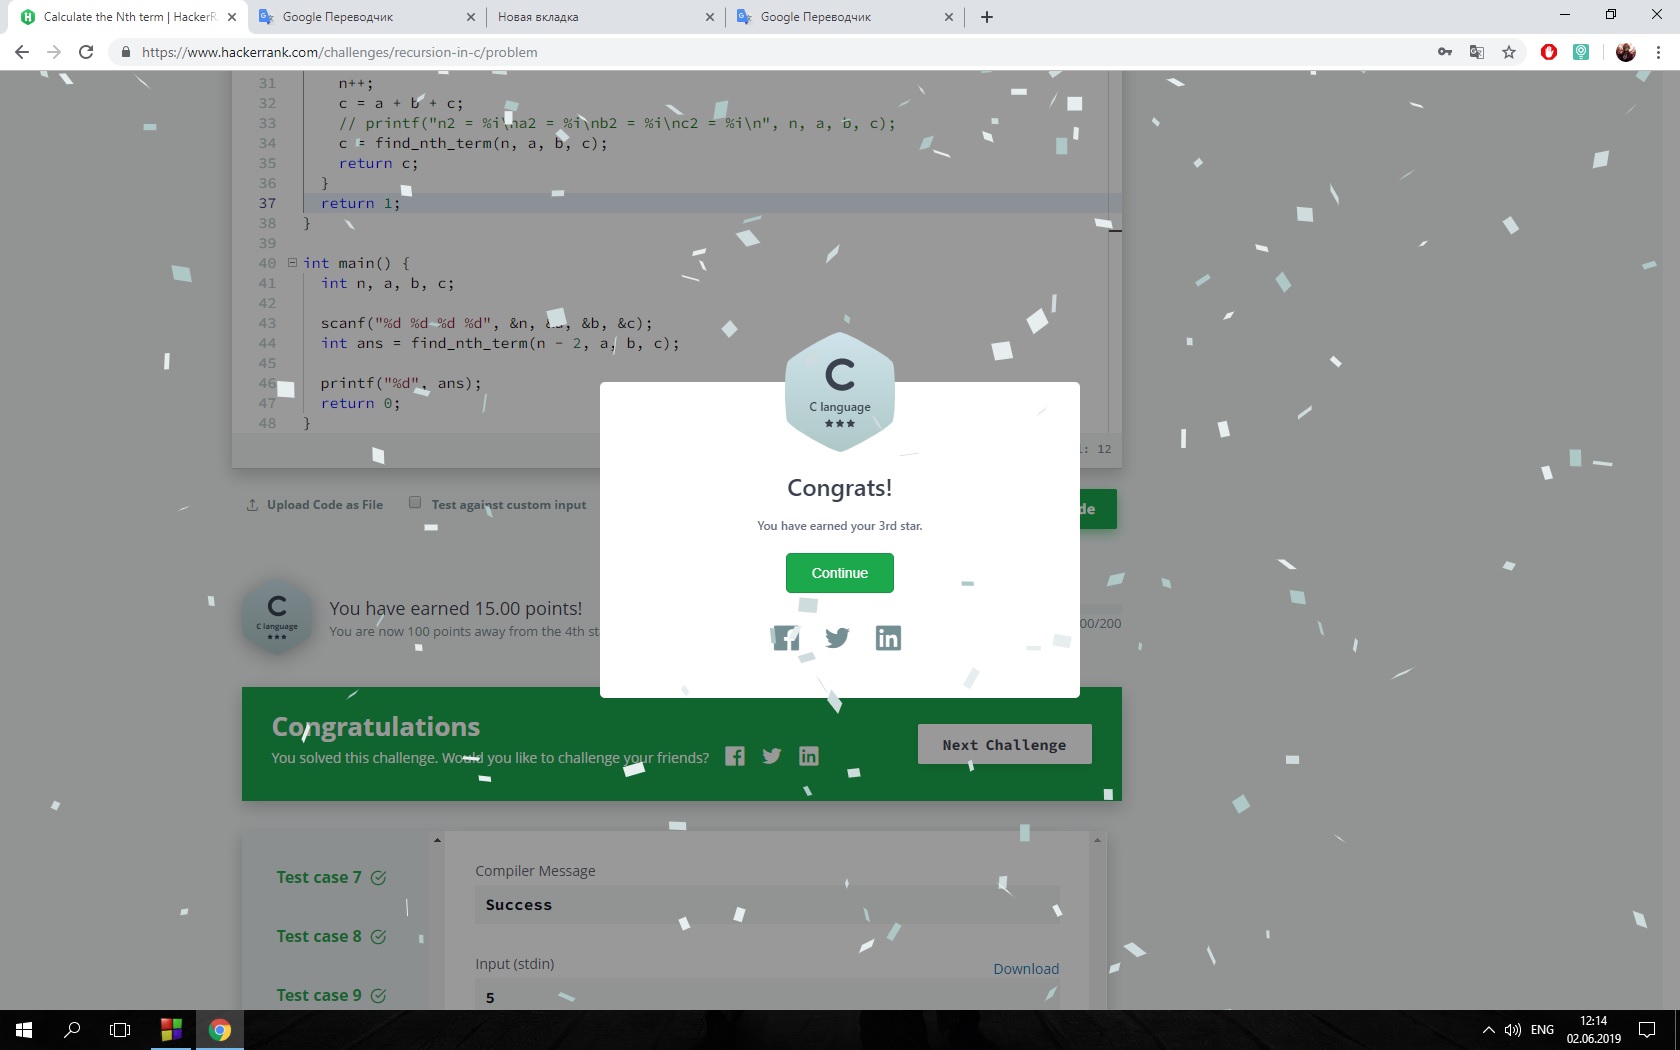 Calculate the Nth term | HackerR
Google Переводчик
Новая вкладка
Google Переводчик
https://www.hackerrank.com/challenges/recursion-in-c/problem
31 n++;
32 c = a + b + c;
33 // printf("n2 = %i\na2 = %i\nb2 = %i\nc2 = %i\n", n, a, b, c);
34 c = find_nth_term(n, a, b, c);
35 return c;
36 }
37 return 1;
38 }
39
40 int main() {
41 int n, a, b, c;
42
43 scanf("%d %d %d %d", &n, &a, &b, &c);
44 int ans = find_nth_term(n - 2, a, b, c);
45
46 printf("%d", ans);
47 return 0;
48 }
: 12
Upload Code as File
Test against custom input
de
C
C language
Congrats!
You have earned your 3rd star.
Continue
C
C language
You have earned 15.00 points!
You are now 100 points away from the 4th st
00/200
Congratulations
You solved this challenge. Would you like to challenge your friends?
Next Challenge
Test case 7
Test case 8
Test case 9
Compiler Message
Success
Input (stdin)
Download
5
ENG
12:14
02.06.2019